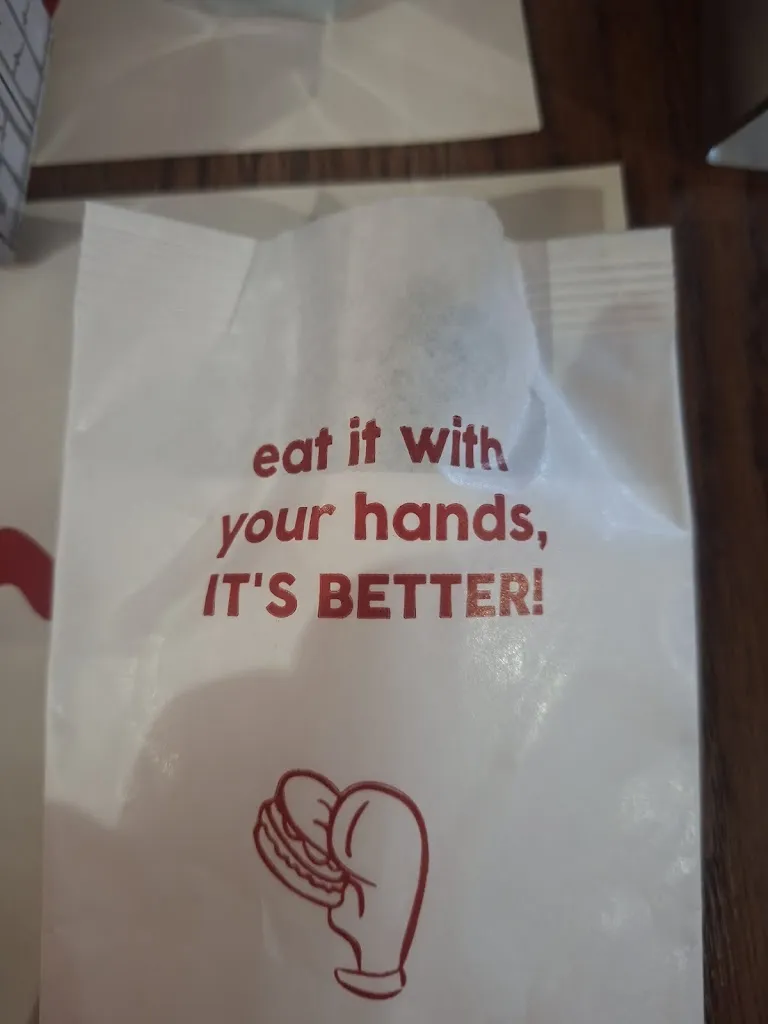 eat it with
your hands,
IT'S BETTER!